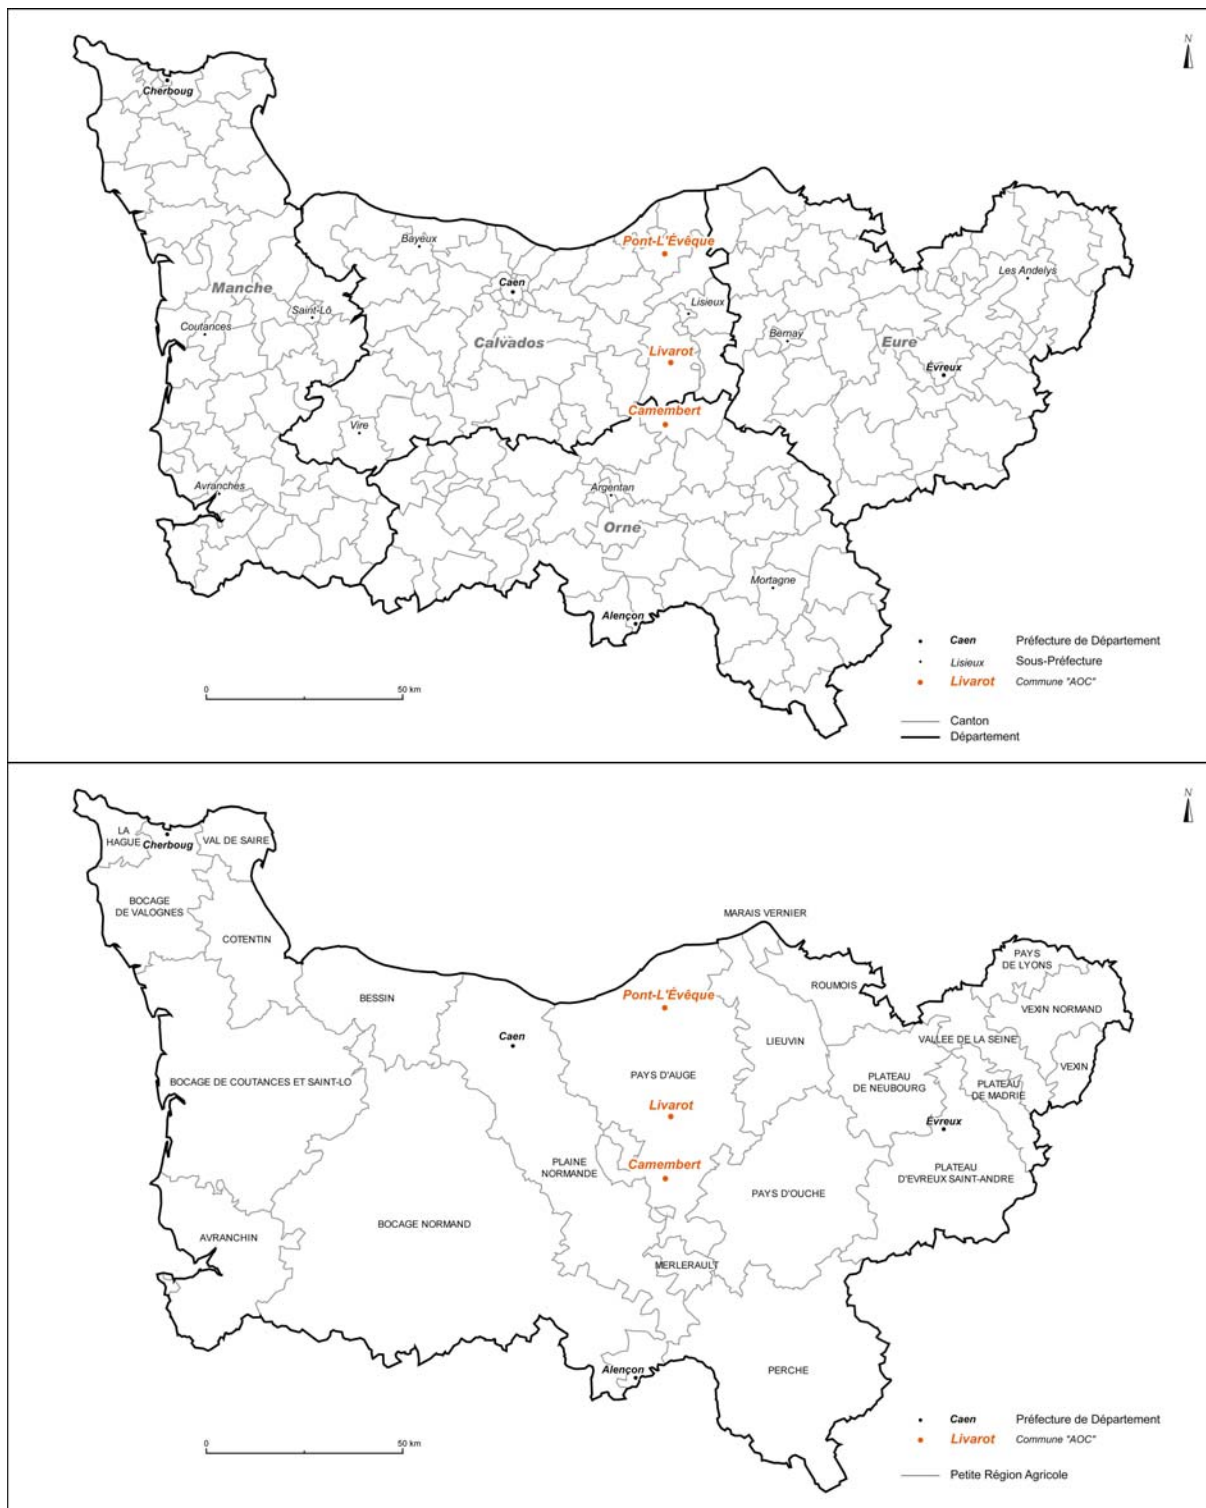 N
Cherboug
Bayeux
Pont-L'Évêque
Les Andelys
Caen
Manche
Lisieux
Saint-Lô
Coutances
Calvados
Bernay
Eure
Livarot
Évreux
Camembert
Vire
Avranches
Argentan
Orne
Mortagne
Alençon
Caen Préfecture de Département
Lisieux Sous-Préfecture
Livarot Commune "AOC"
0 50 km
Canton
Département
N
LA
HAGUE
Cherboug
VAL DE SAIRE
BOCAGE
DE VALOGNES
MARAIS VERNIER
COTENTIN
PAYS
DE LYONS
ROUMOIS
BESSIN
Pont-L'Évêque
VEXIN NORMAND
Caen
LIEUVIN
VALLEE DE LA SEINE
VEXIN
PAYS D'AUGE
BOCAGE DE COUTANCES ET SAINT-LO
PLATEAU
DE NEUBOURG
PLATEAU
DE MADRIE
Livarot
Évreux
PLAINE
NORMANDE
Camembert
PLATEAU
D'EVREUX SAINT-ANDRE
PAYS D'OUCHE
BOCAGE NORMAND
AVRANCHIN
MERLERAULT
Alençon
PERCHE
Caen Préfecture de Département
Livarot Commune "AOC"
0 50 km
Petite Région Agricole